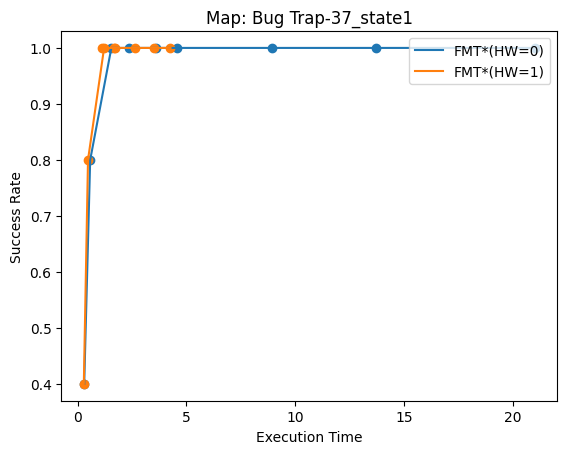 Map: Bug Trap-37_state1
Success Rate
1.0
0.9
0.8
0.7
0.6
0.5
0.4
FMT*(HW=0)
FMT*(HW=1)
0
5
10
15
20
Execution Time